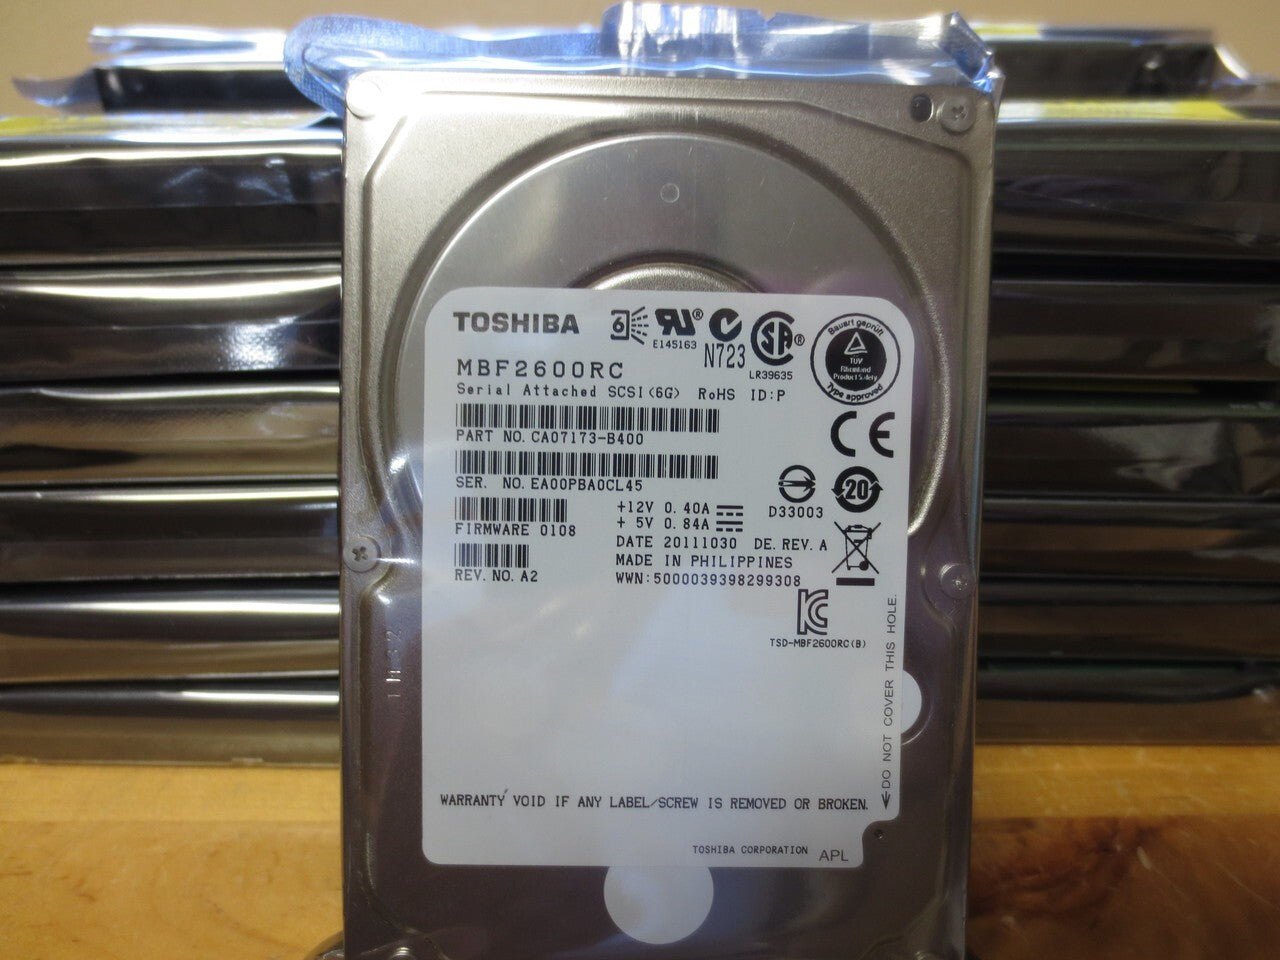 TOSHIBA
6
E145163
N723
LR39635
Bauert geprüft
TÜV
Rheinland
Product Safety
Type approved
MBF2600RC
Serial Attached SCSI(6G) RoHS ID:P
PART NO. CA07173-B400
SER. NO. EA00PBA0CL45
FIRMWARE 0108
REV. NO. A2
+12V 0.40A
+ 5V 0.84A
DATE 20111030 DE. REV. A
MADE IN PHILIPPINES
WWN:5000039398299308
D33003
20
TSD-MBF2600RC(B)
DO NOT COVER THIS HOLE.
WARRANTY VOID IF ANY LABEL/SCREW IS REMOVED OR BROKEN.
TOSHIBA CORPORATION APL